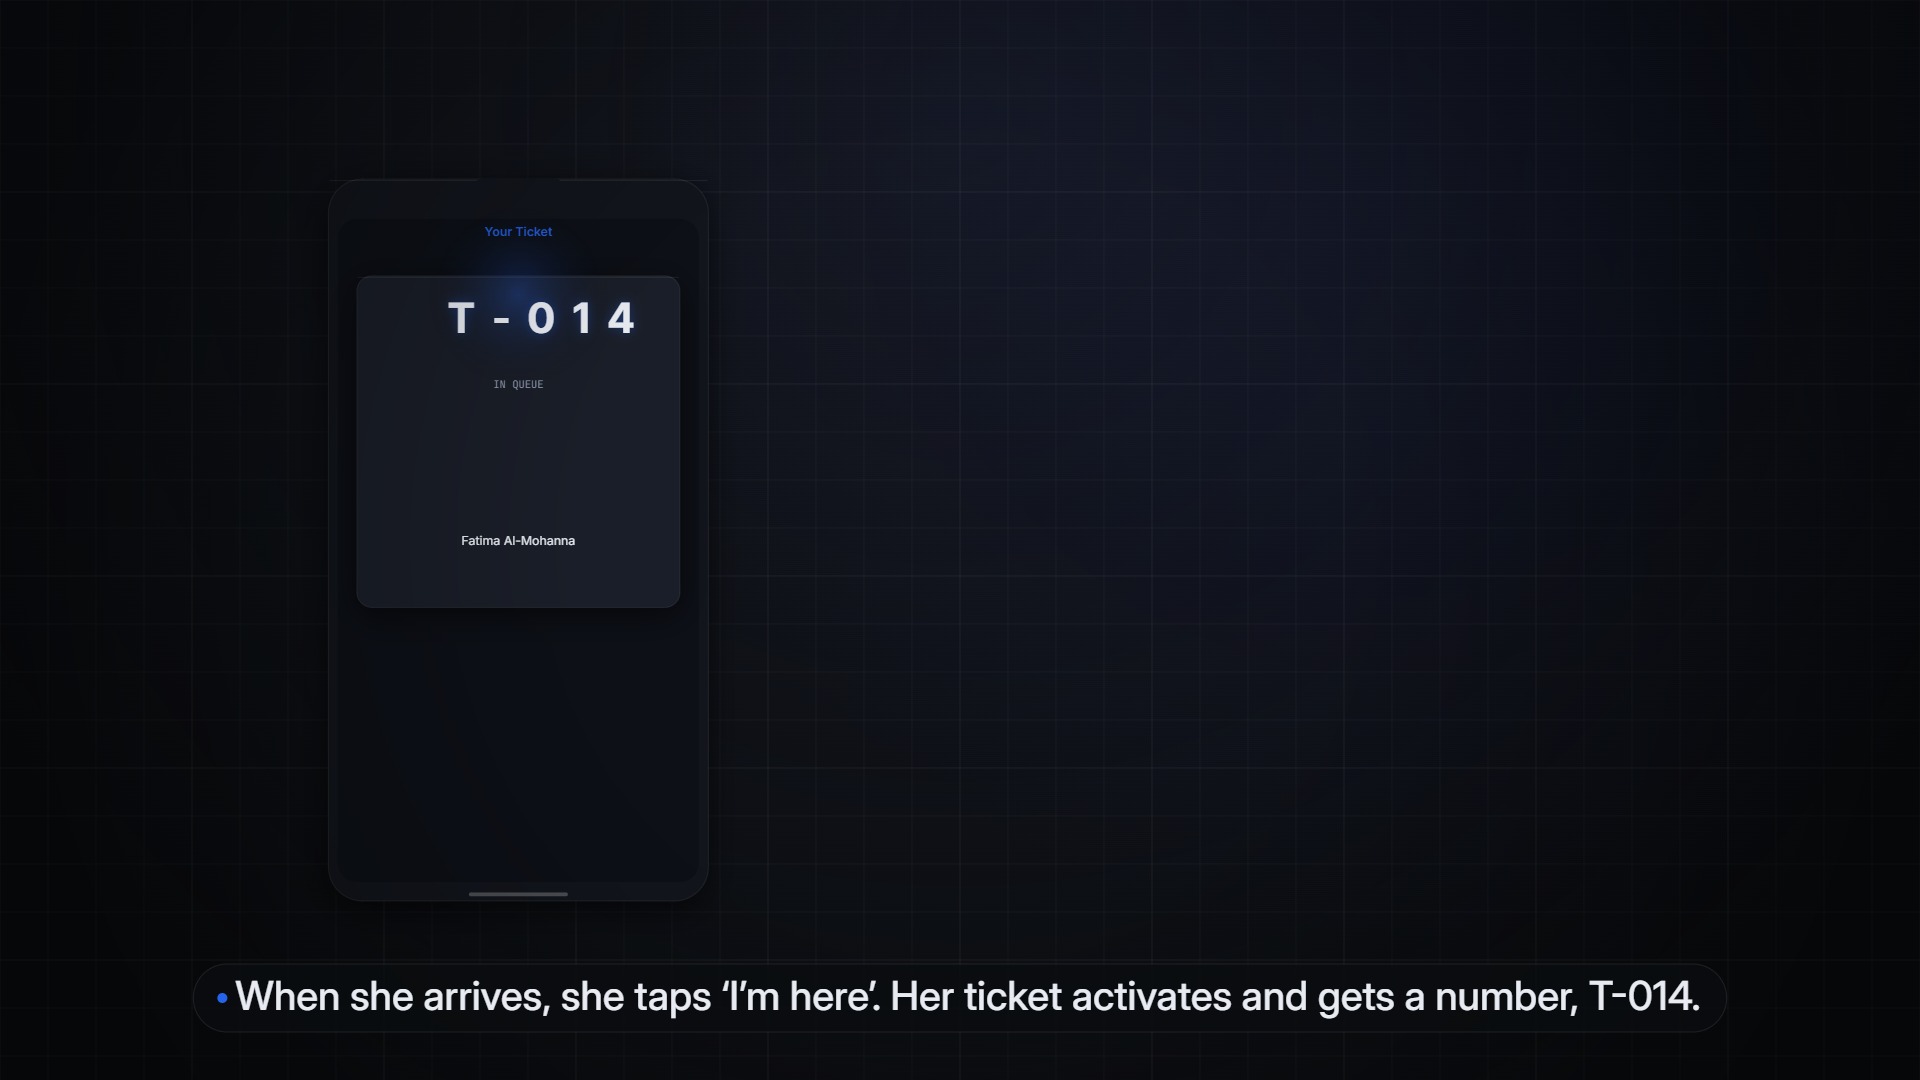 Your Ticket
T-014
IN QUEUE
Fatima Al-Mohanna
When she arrives, she taps ‘I’m here’. Her ticket activates and gets a number, T-014.